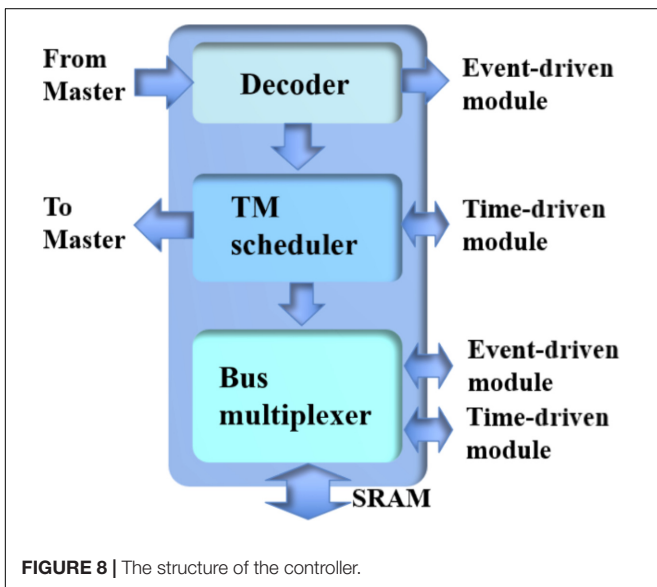 From
Master
Decoder
Event-driven
module
To
Master
TM
scheduler
Time-driven
module
Bus
multiplexer
Event-driven
module
Time-driven
module
SRAM
FIGURE 8 | The structure of the controller.